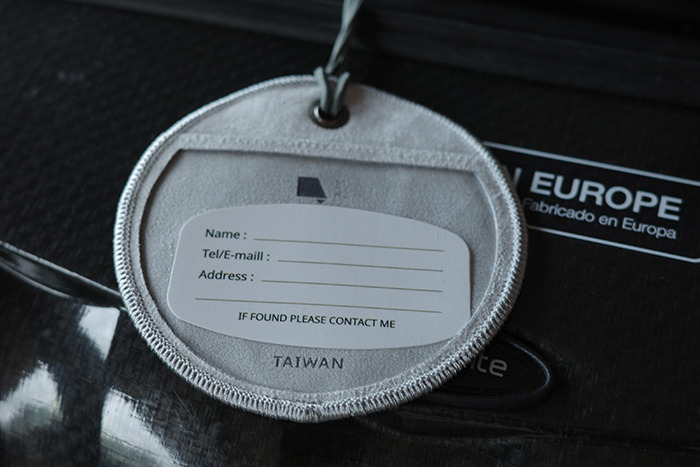 Name :
Tel/E-maill :
Address :
IF FOUND PLEASE CONTACT ME
TAIWAN
EUROPE
Fabricado en Europa